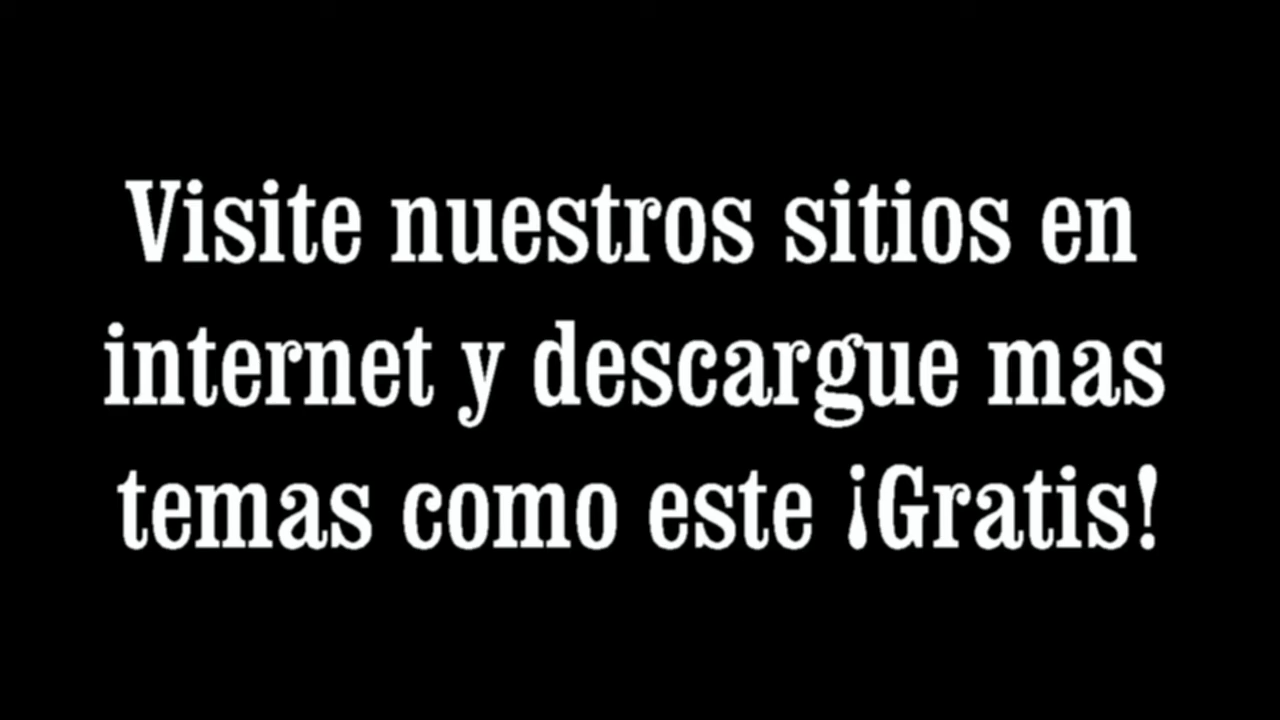 Visite nuestros sitios en
internet y descargue mas
temas como este ¡Gratis!